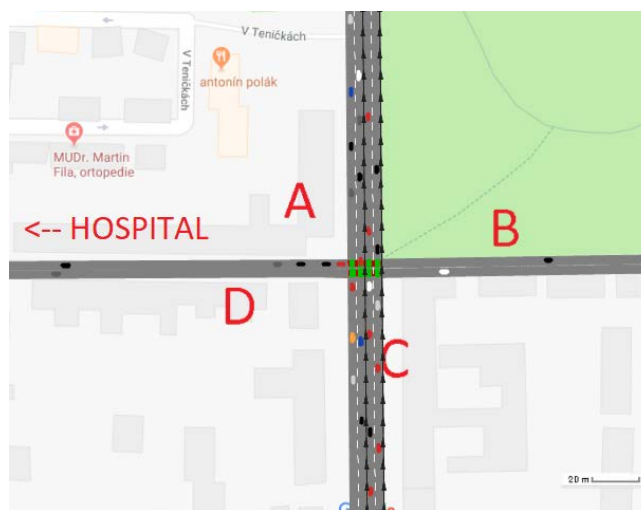 V Teničkách
V Teničkách
antonín polák
MUDr. Martin
Fila, ortopedie
A
<-- HOSPITAL
B
D
C
20 m